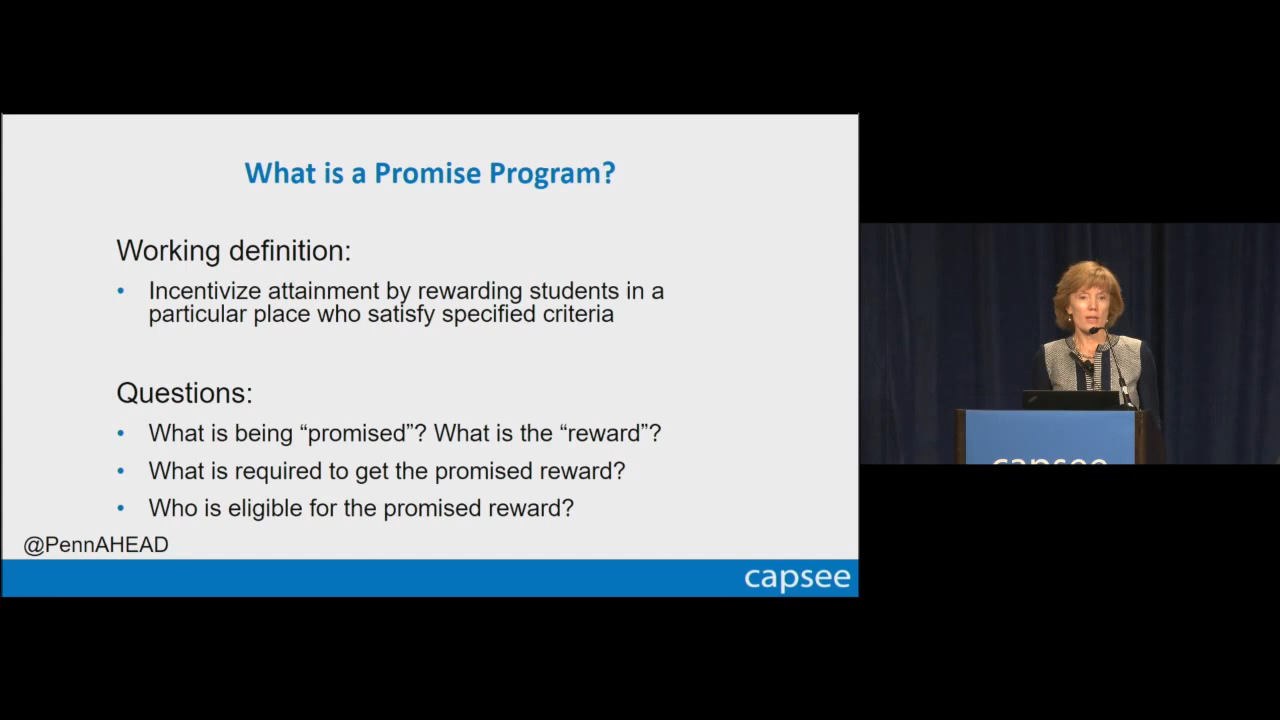 What is a Promise Program?
Working definition:
• Incentivize attainment by rewarding students in a
particular place who satisfy specified criteria
Questions:
• What is being “promised”? What is the “reward”?
• What is required to get the promised reward?
• Who is eligible for the promised reward?
@PennAHEAD
capsee
capsee